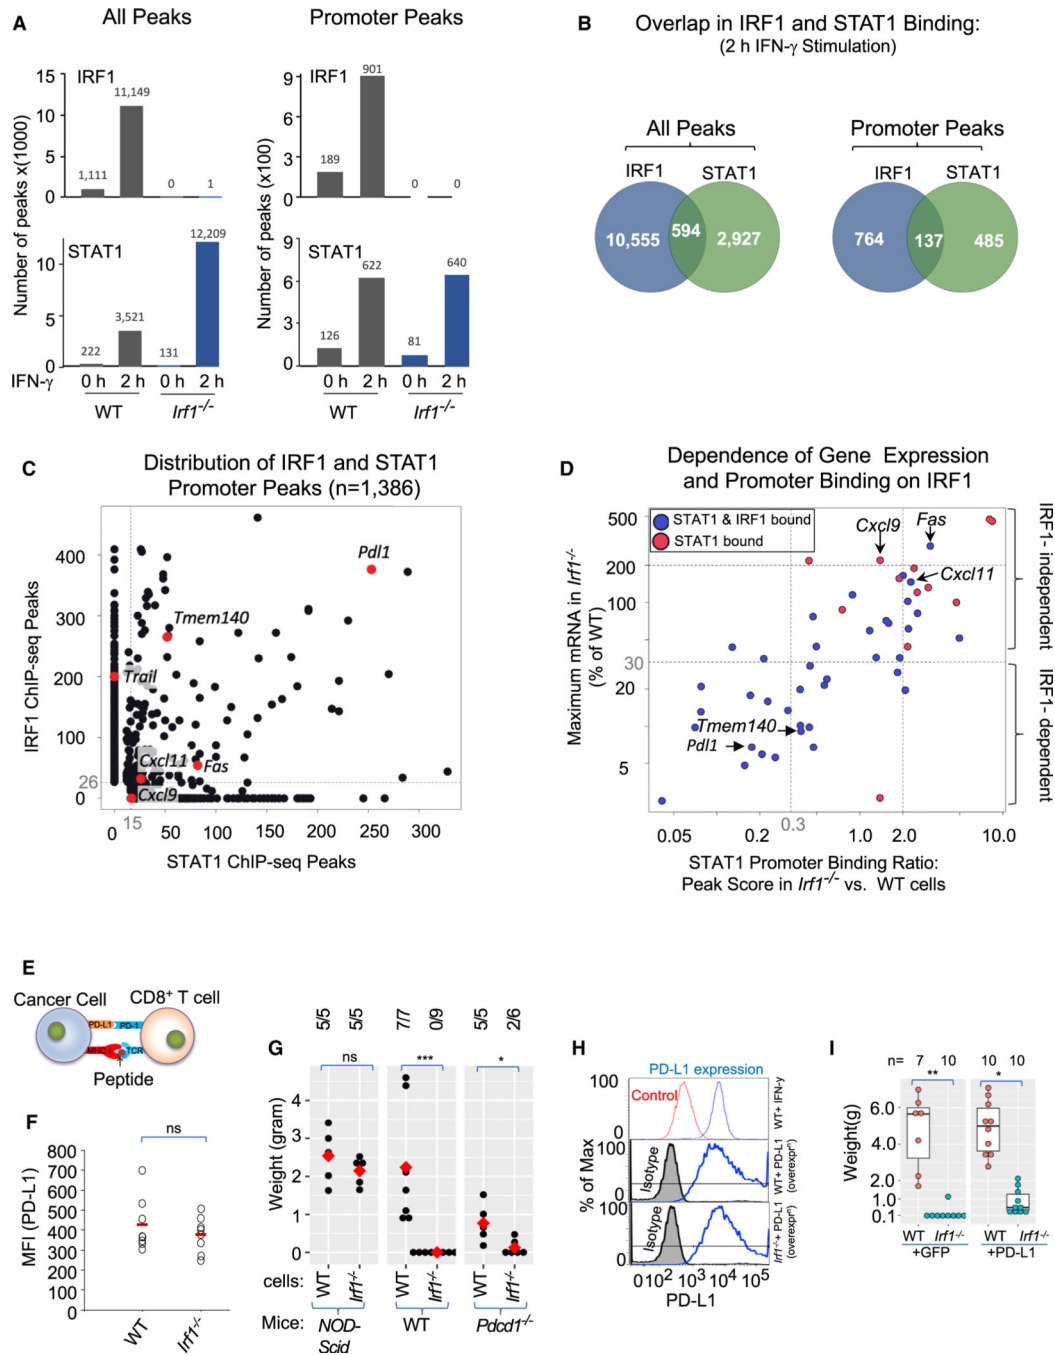 A
All Peaks
Promoter Peaks
Number of peaks x(1000)
IRF1
15
10
5
0
1,111
11,149
0
1
STAT1
10
5
0
222
3,521
131
12,209
IFN-γ
0 h 2 h 0 h 2 h
WT
Irf1-/-
Number of peaks (x100)
IRF1
9
6
3
0
189
901
0
0
STAT1
9
6
3
0
126
622
81
640
0 h 2 h 0 h 2 h
WT
Irf1-/-
B
Overlap in IRF1 and STAT1 Binding:
(2 h IFN-γ Stimulation)
All Peaks
Promoter Peaks
IRF1
STAT1
10,555
594
2,927
IRF1
STAT1
764
137
485
C
Distribution of IRF1 and STAT1
Promoter Peaks (n=1,386)
IRF1 ChIP-seq Peaks
400
300
200
100
26
0
Pdl1
Tmem140
Trail
Cxcl11
Fas
Cxcl9
15
0 50 100 150 200 250 300
STAT1 ChIP-seq Peaks
D
Dependence of Gene Expression
and Promoter Binding on IRF1
Maximum mRNA in Irf1-/-
(% of WT)
500
200
100
30
20
5
STAT1 & IRF1 bound
STAT1 bound
Cxcl9
Fas
Cxcl11
Tmem140
Pdl1
IRF1- independent
IRF1- dependent
0.05 0.2 0.3 1.0 2.0 10.0
STAT1 Promoter Binding Ratio:
Peak Score in Irf1-/- vs. WT cells
E
Cancer Cell
CD8+ T cell
PD-L1
PD-1
MHC-I
TCR
Peptide
F
MFI (PD-L1)
800
700
600
500
400
300
200
100
0
ns
WT
Irf1-/-
G
5/5
5/5
7/7
0/9
5/5
2/6
ns
***
*
Weight (gram)
4
3
2
1
0
cells:
WT
Irf1-/-
WT
Irf1-/-
WT
Irf1-/-
Mice:
NOD-
Scid
WT
Pdcd1-/-
H
PD-L1 expression
Control
100
0
100
0
100
0
% of Max
Isotype
Isotype
WT+ IFN-γ
WT+ PD-L1
(overexprn)
Irf1-/-+ PD-L1
(overexprn)
0 10² 10³ 10⁴ 10⁵
PD-L1
I
n= 7 10 10 10
**
*
Weight(g)
6.0
4.0
2.0
1.0
0.1
WT Irf1-/- WT Irf1-/-
+GFP
+PD-L1